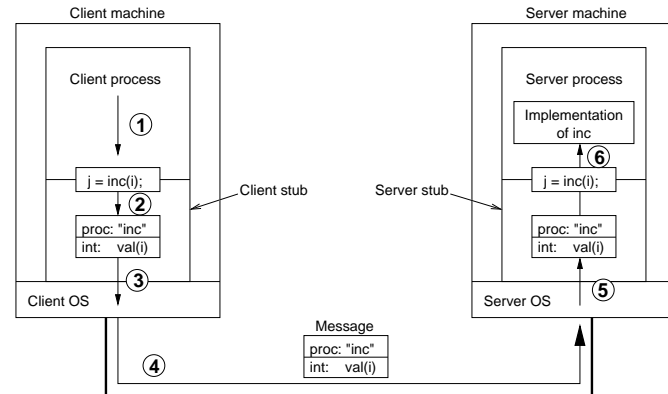 Client machine
Server machine
Client process
Server process
1
Implementation
of inc
6
j = inc(i);
j = inc(i);
Client stub
Server stub
2
proc: "inc"
int: val(i)
proc: "inc"
int: val(i)
3
5
Client OS
Server OS
Message
proc: "inc"
int: val(i)
4